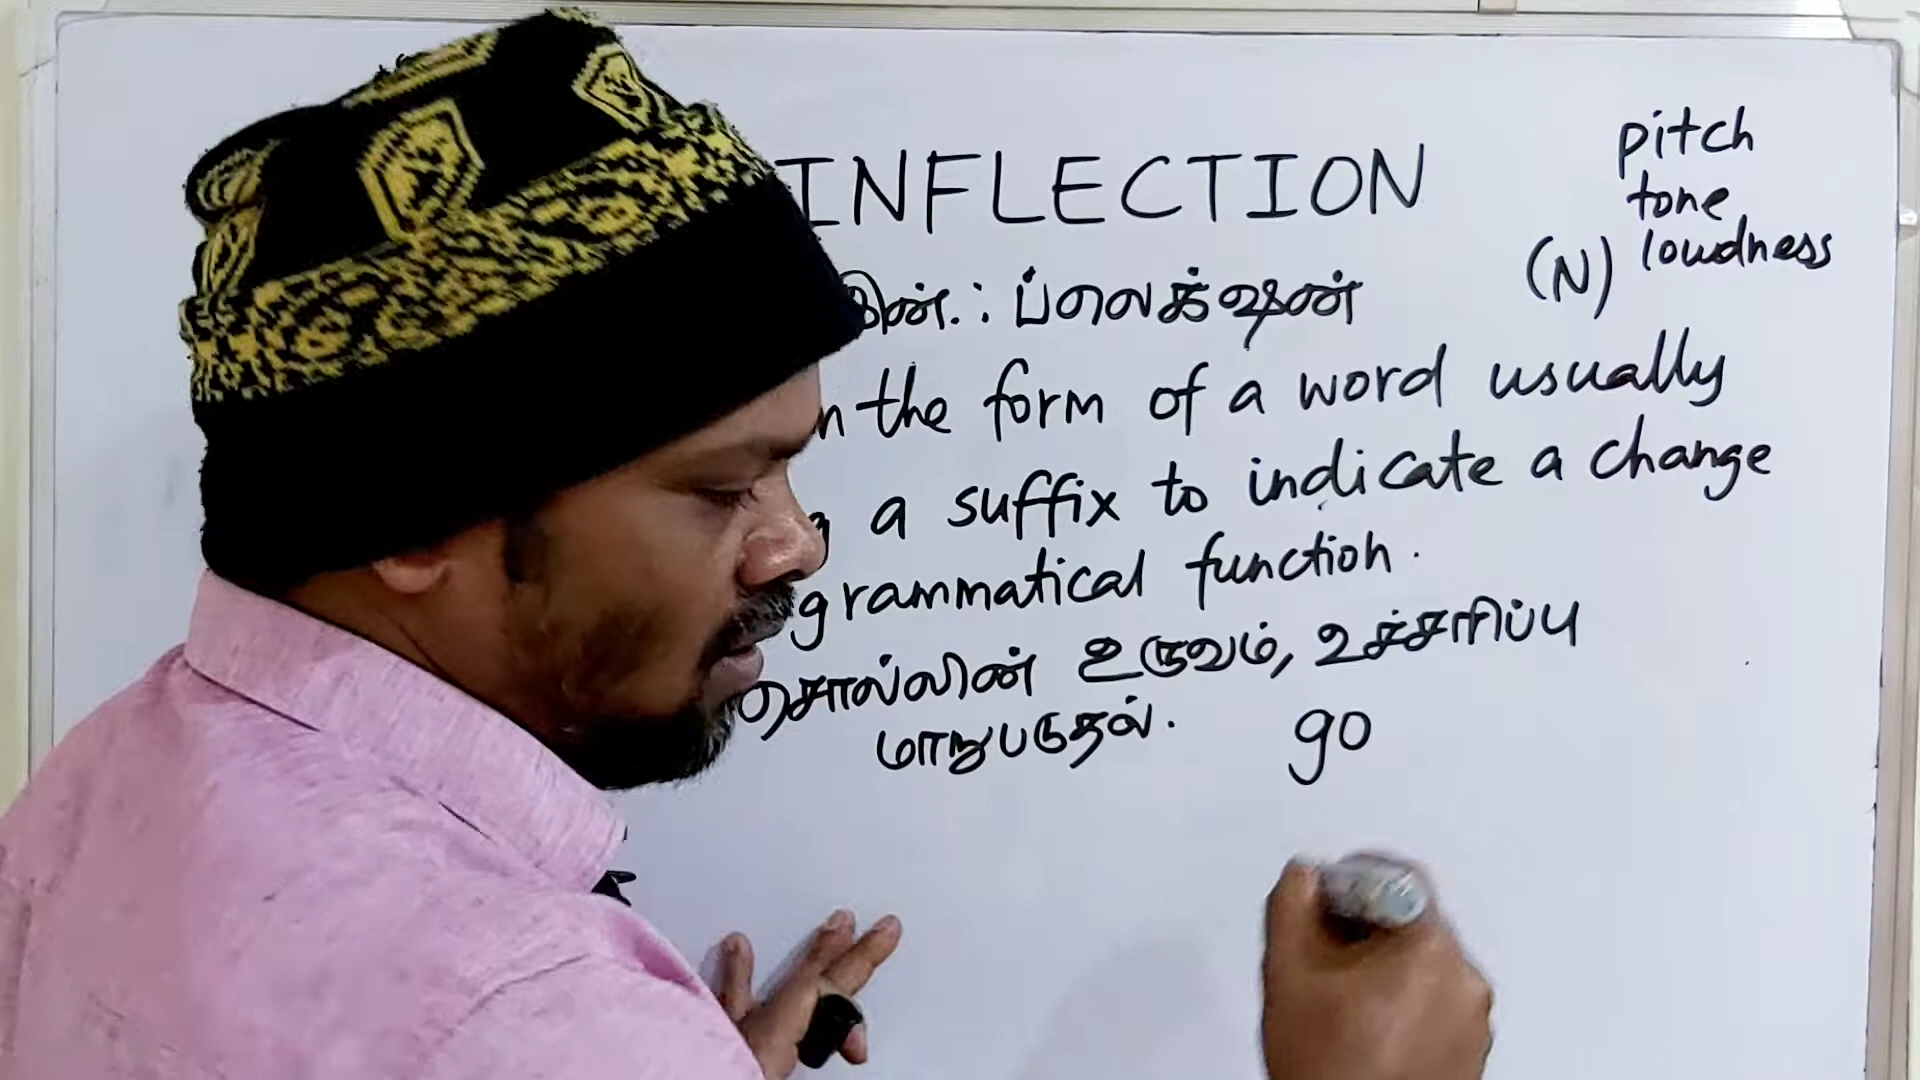 INFLECTION
pitch
tone
(N) loudness
இன்.: ப்லெக்ஷன்
the form of a word usually
a suffix to indicate a change
grammatical function.
சொல்லின் உருவம், உச்சரிப்பு
மாறுபடுதல்.
go